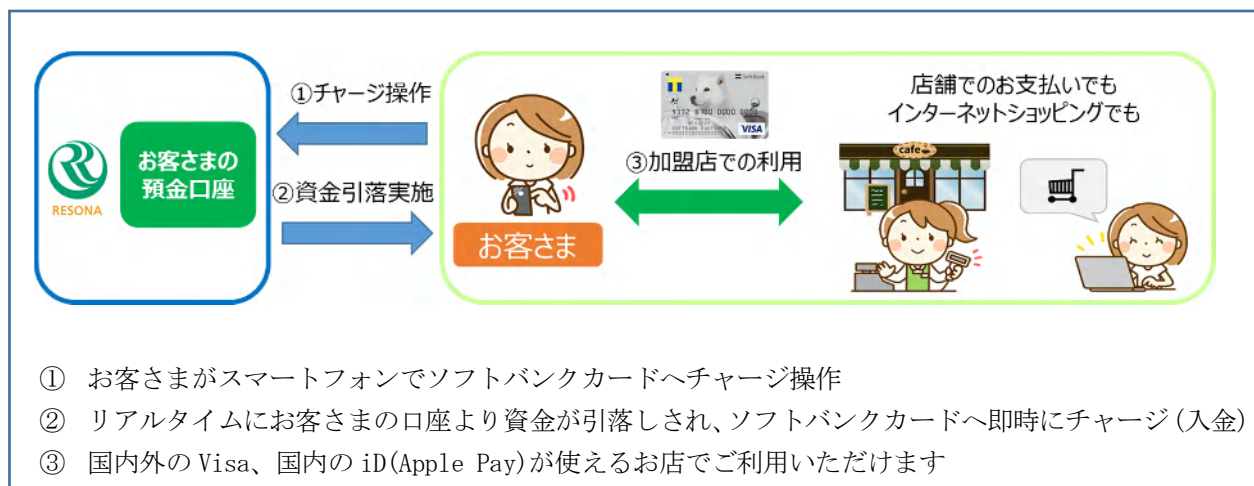 ①チャージ操作
お客さまの
預金口座
RESONA
②資金引落実施
お客さま
SoftBank
VISA
③加盟店での利用
店舗でのお支払いでも
インターネットショッピングでも
cafe
① お客さまがスマートフォンでソフトバンクカードへチャージ操作
② リアルタイムにお客さまの口座より資金が引落しされ、ソフトバンクカードへ即時にチャージ(入金)
③ 国内外の Visa、国内の iD(Apple Pay)が使えるお店でご利用いただけます